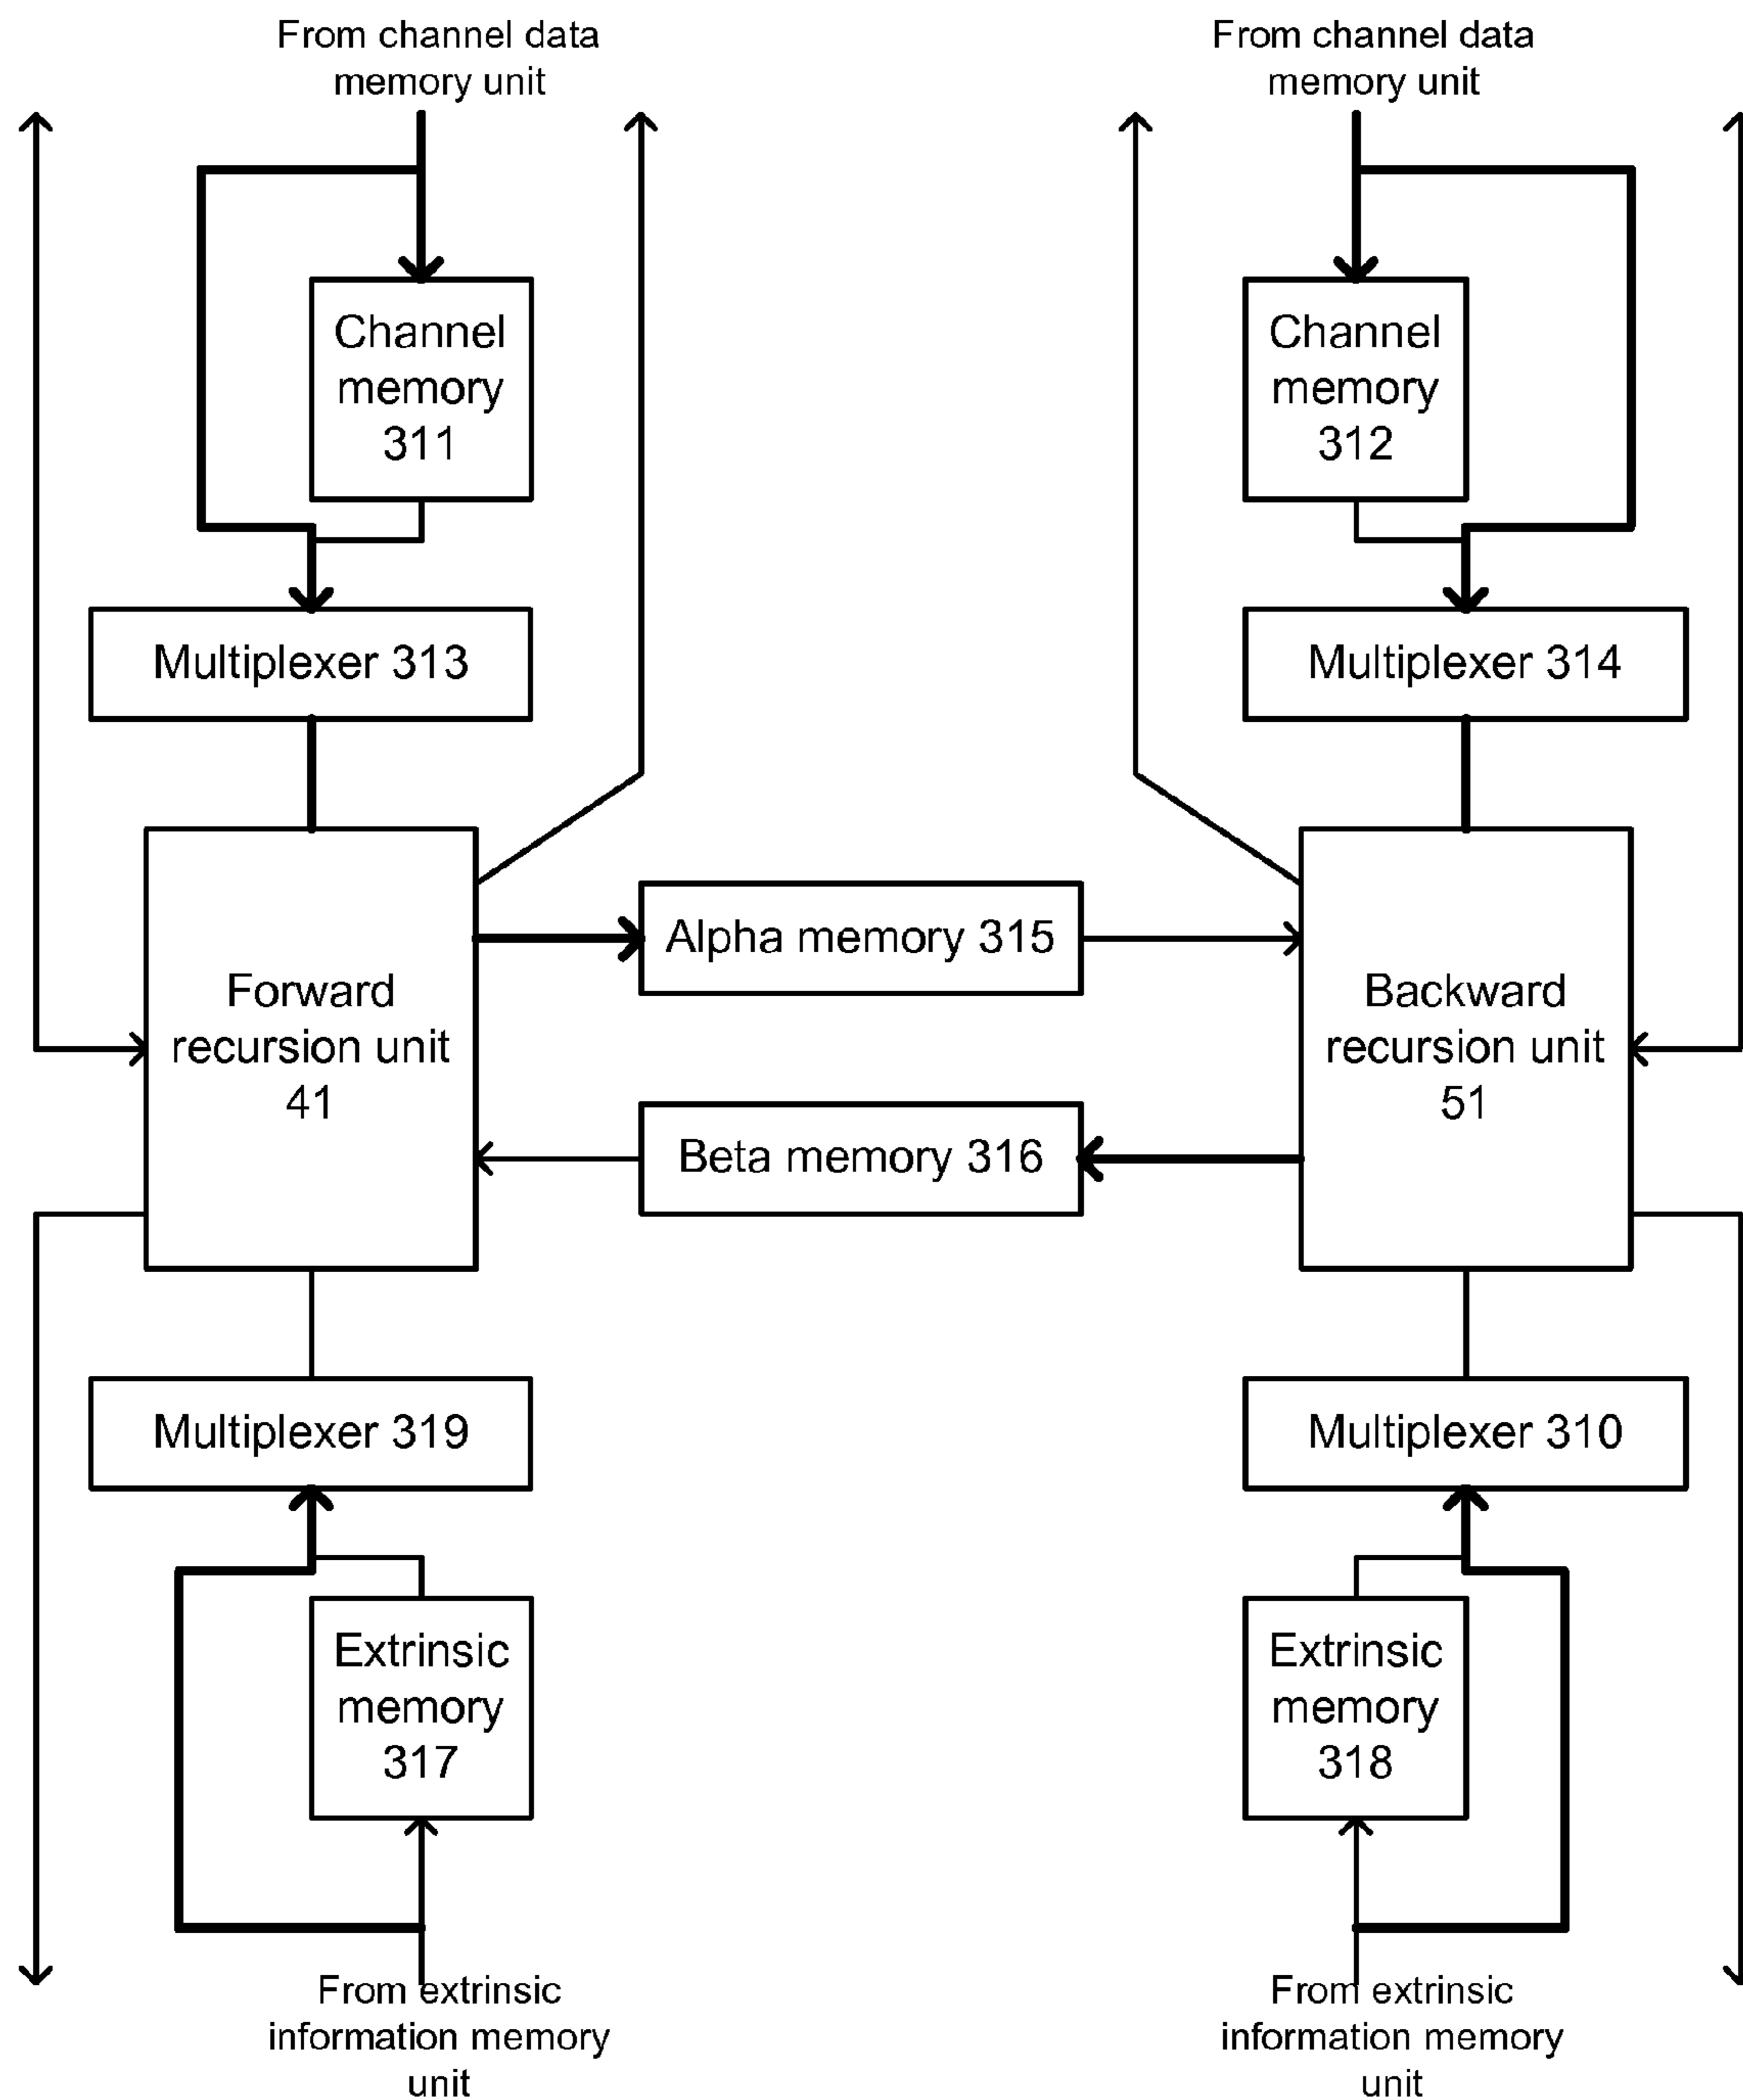 From channel data
memory unit
From channel data
memory unit
Channel
memory
311
Channel
memory
312
Multiplexer 313
Multiplexer 314
Forward
recursion unit
41
Alpha memory 315
Beta memory 316
Backward
recursion unit
51
Multiplexer 319
Multiplexer 310
Extrinsic
memory
317
Extrinsic
memory
318
From extrinsic
information memory
unit
From extrinsic
information memory
unit